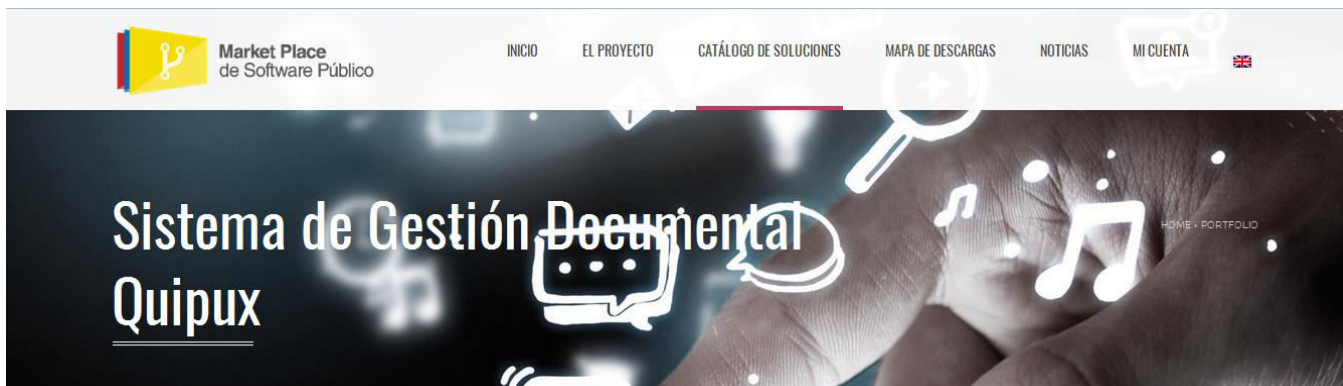 Market Place
de Software Público
INICIO EL PROYECTO CATÁLOGO DE SOLUCIONES MAPA DE DESCARGAS NOTICIAS MI CUENTA
Sistema de Gestión Documental
Quipux
HOME › PORTFOLIO